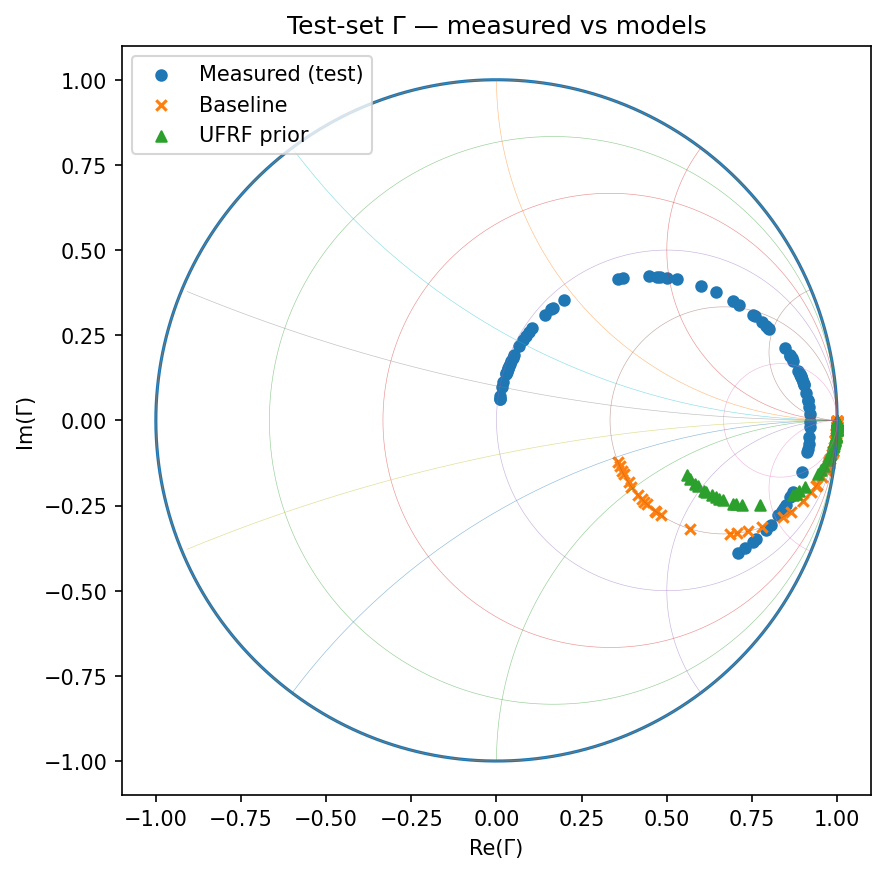 Test-set Γ — measured vs models
Measured (test)
Baseline
UFRF prior
1.00
0.75
0.50
0.25
0.00
−0.25
−0.50
−0.75
−1.00
Im(Γ)
−1.00 −0.75 −0.50 −0.25 0.00 0.25 0.50 0.75 1.00
Re(Γ)